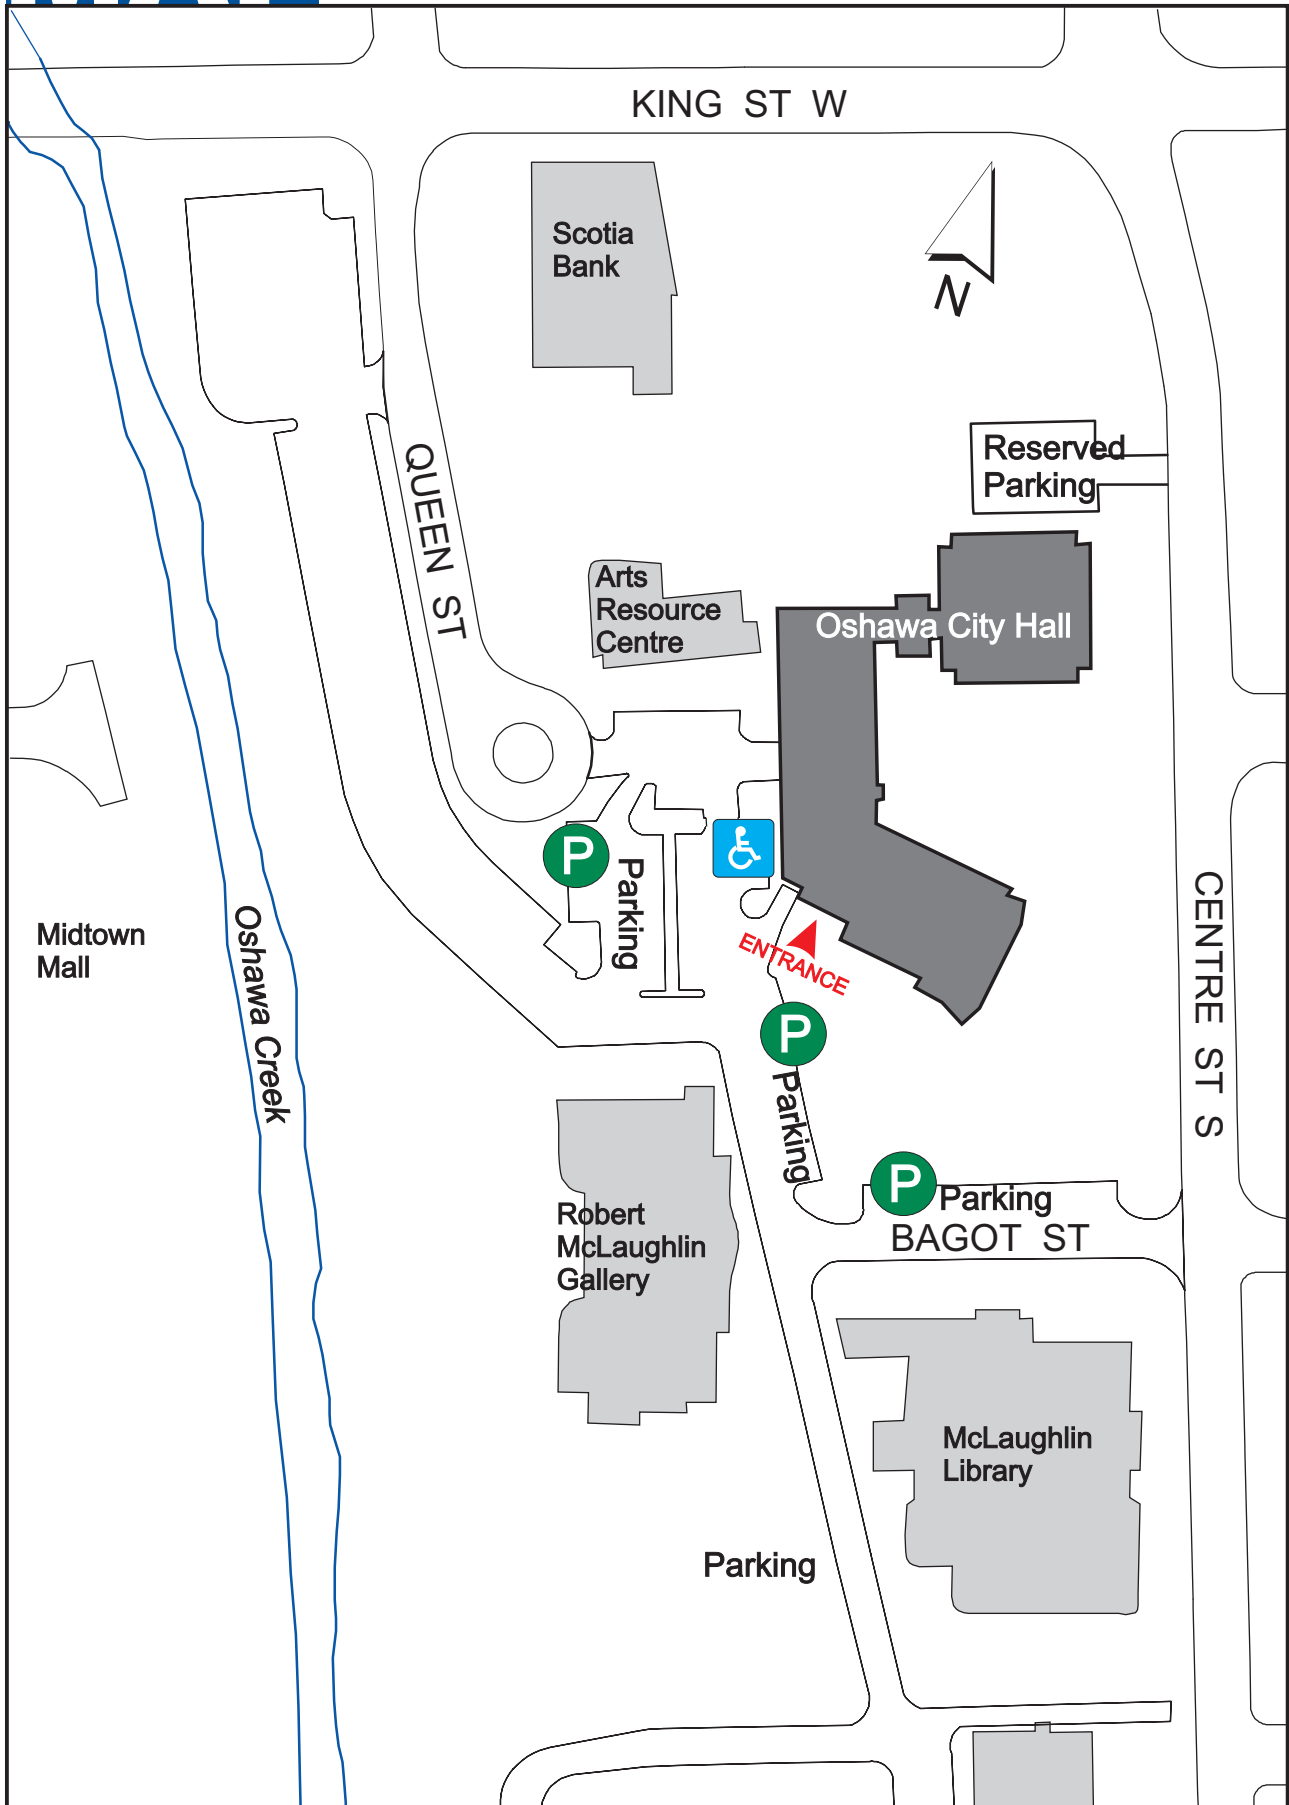 KING ST W
Scotia
Bank
N
Reserved
Parking
QUEEN ST
Arts
Resource
Centre
Oshawa City Hall
P
Parking
Midtown
Mall
Oshawa Creek
ENTRANCE
CENTRE ST S
P
Parking
P
Parking
BAGOT ST
Robert
McLaughlin
Gallery
McLaughlin
Library
Parking